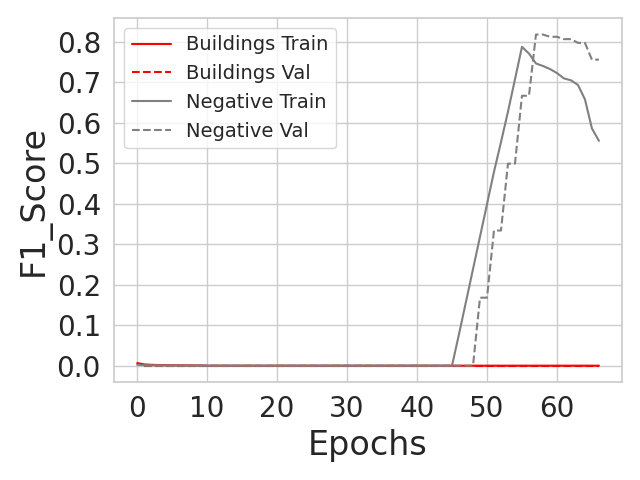 F1_Score
0.8
0.7
0.6
0.5
0.4
0.3
0.2
0.1
0.0
Buildings Train
Buildings Val
Negative Train
Negative Val
0 10 20 30 40 50 60
Epochs